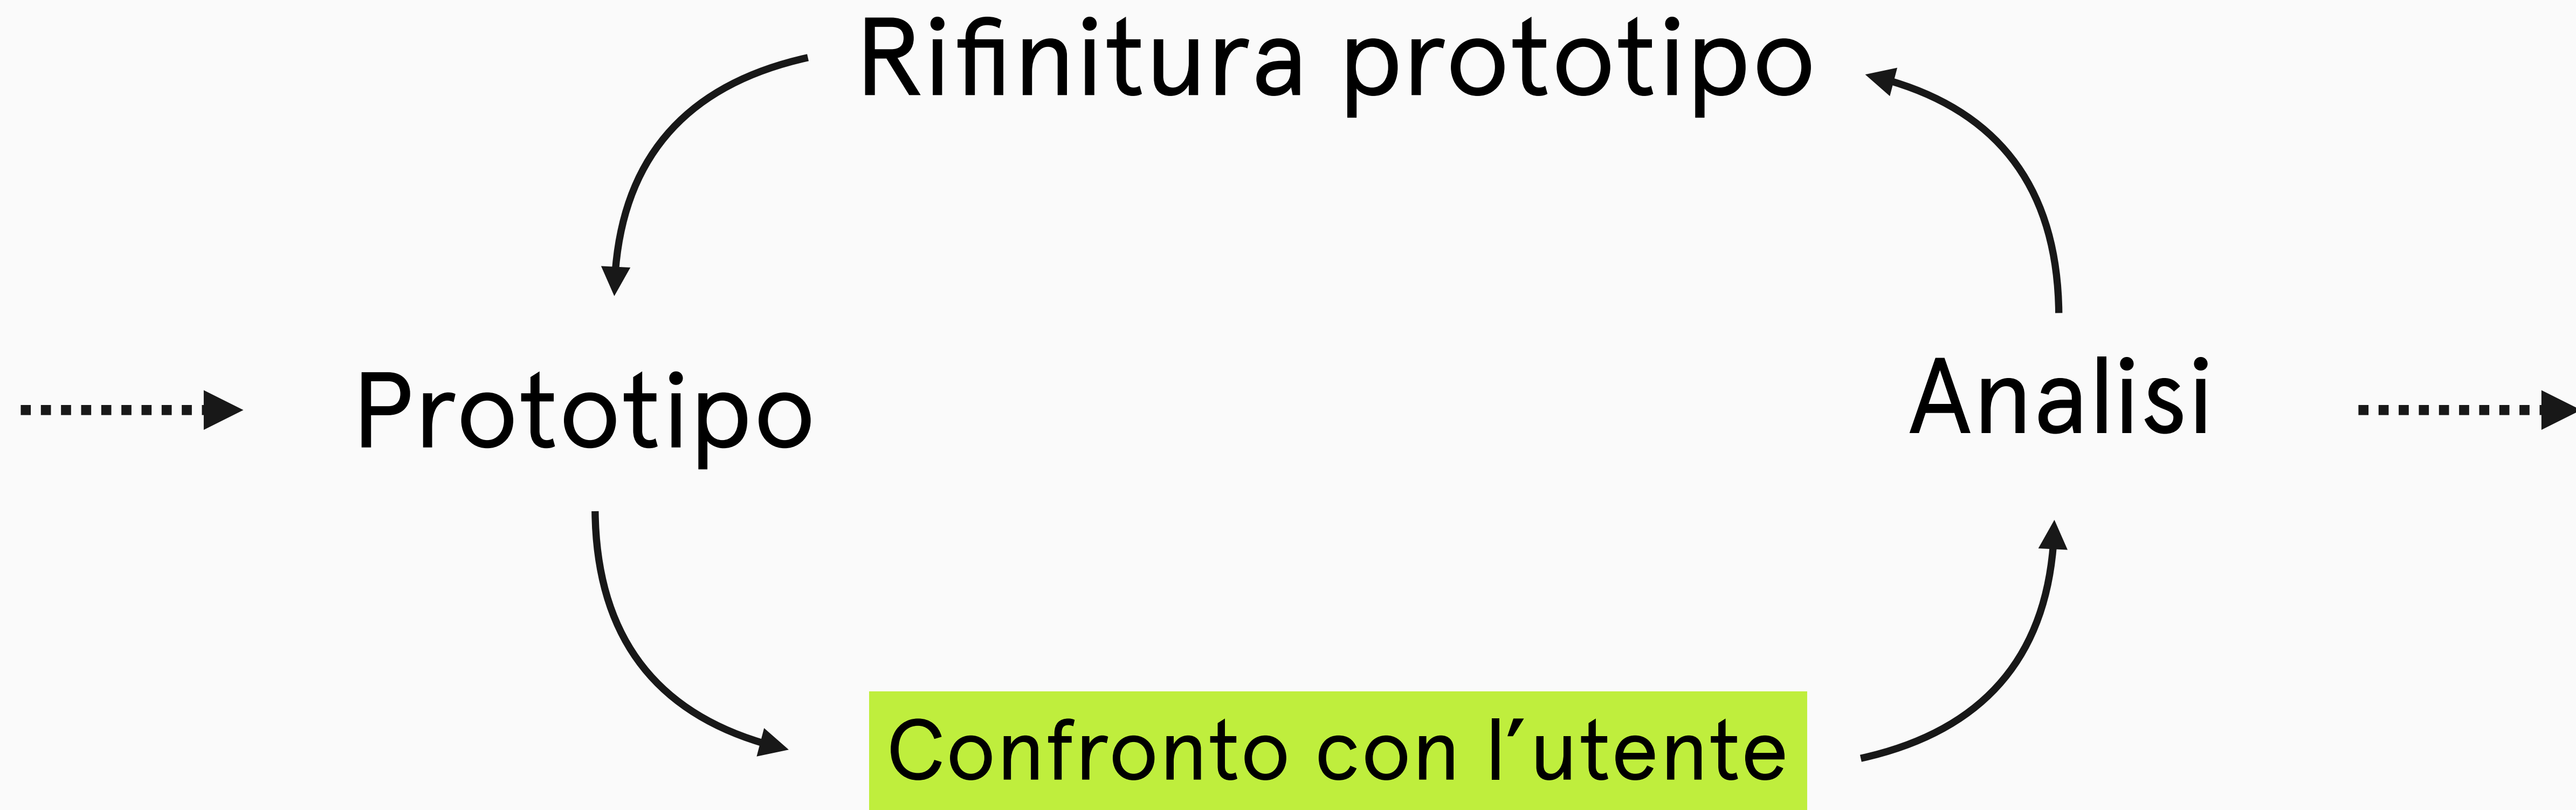 Rifinitura prototipo
Prototipo
Analisi
Confronto con l’utente